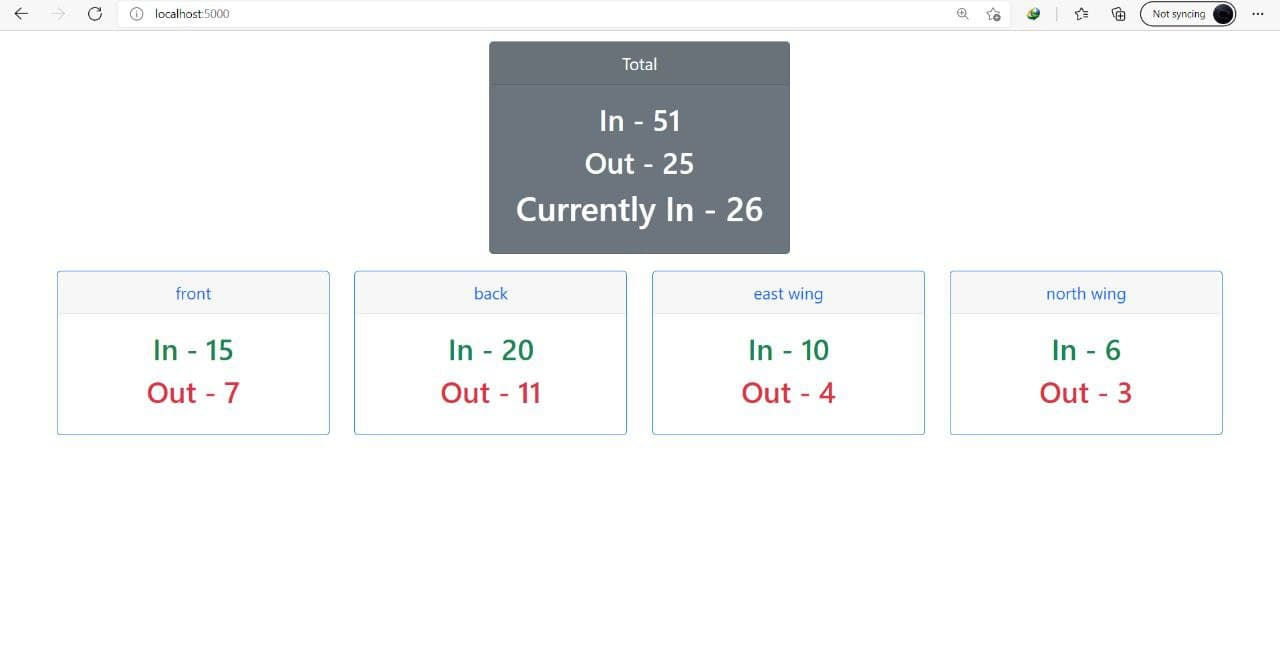 localhost:5000
Not syncing
Total
In - 51
Out - 25
Currently In - 26
front
In - 15
Out - 7
back
In - 20
Out - 11
east wing
In - 10
Out - 4
north wing
In - 6
Out - 3